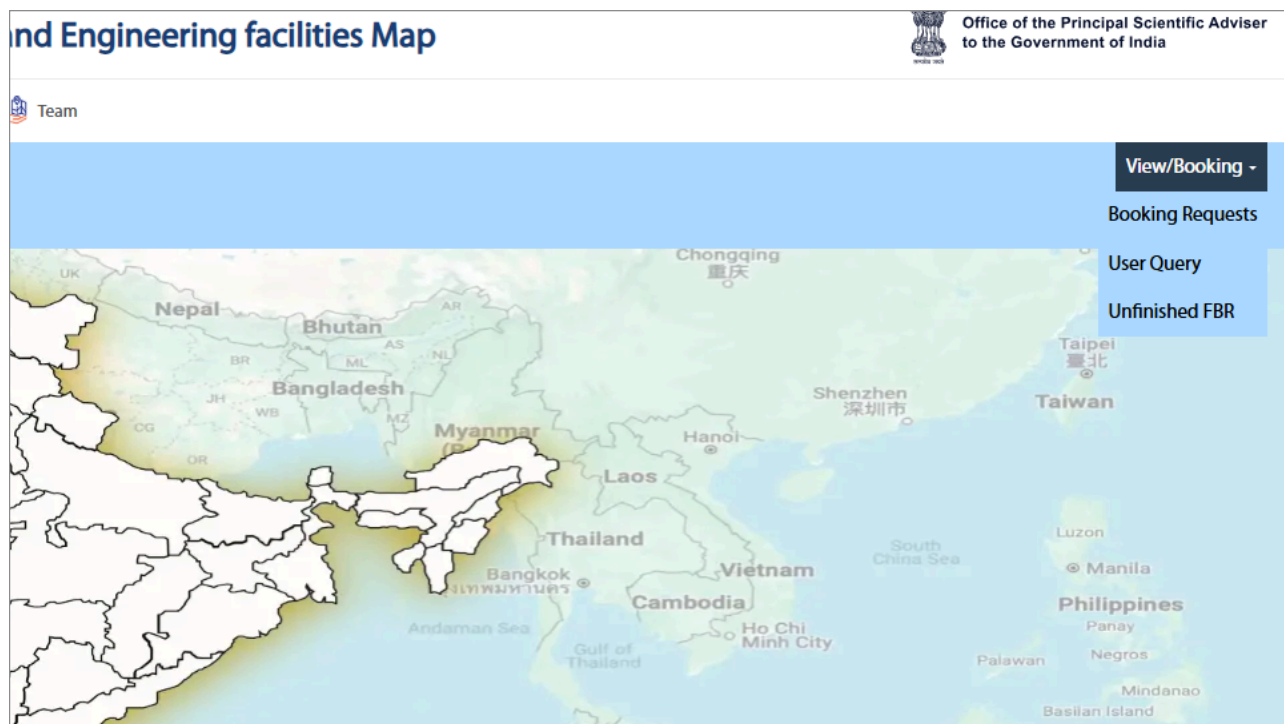 and Engineering facilities Map
Office of the Principal Scientific Adviser
to the Government of India
Team
View/Booking
Booking Requests
User Query
Unfinished FBR
Chongqing
重庆
UK
Nepal
Bhutan
AR
AS
NL
BR
ML
Bangladesh
JH
WB
MZ
CG
OR
Myanmar
Taipei
臺北
Taiwan
Shenzhen
深圳市
Hanoi
Laos
Thailand
Bangkok
Vietnam
Cambodia
Ho Chi
Minh City
Andaman Sea
Gulf of
Thailand
South
China Sea
Luzon
Manila
Philippines
Panay
Negros
Palawan
Mindanao
Basilan Island